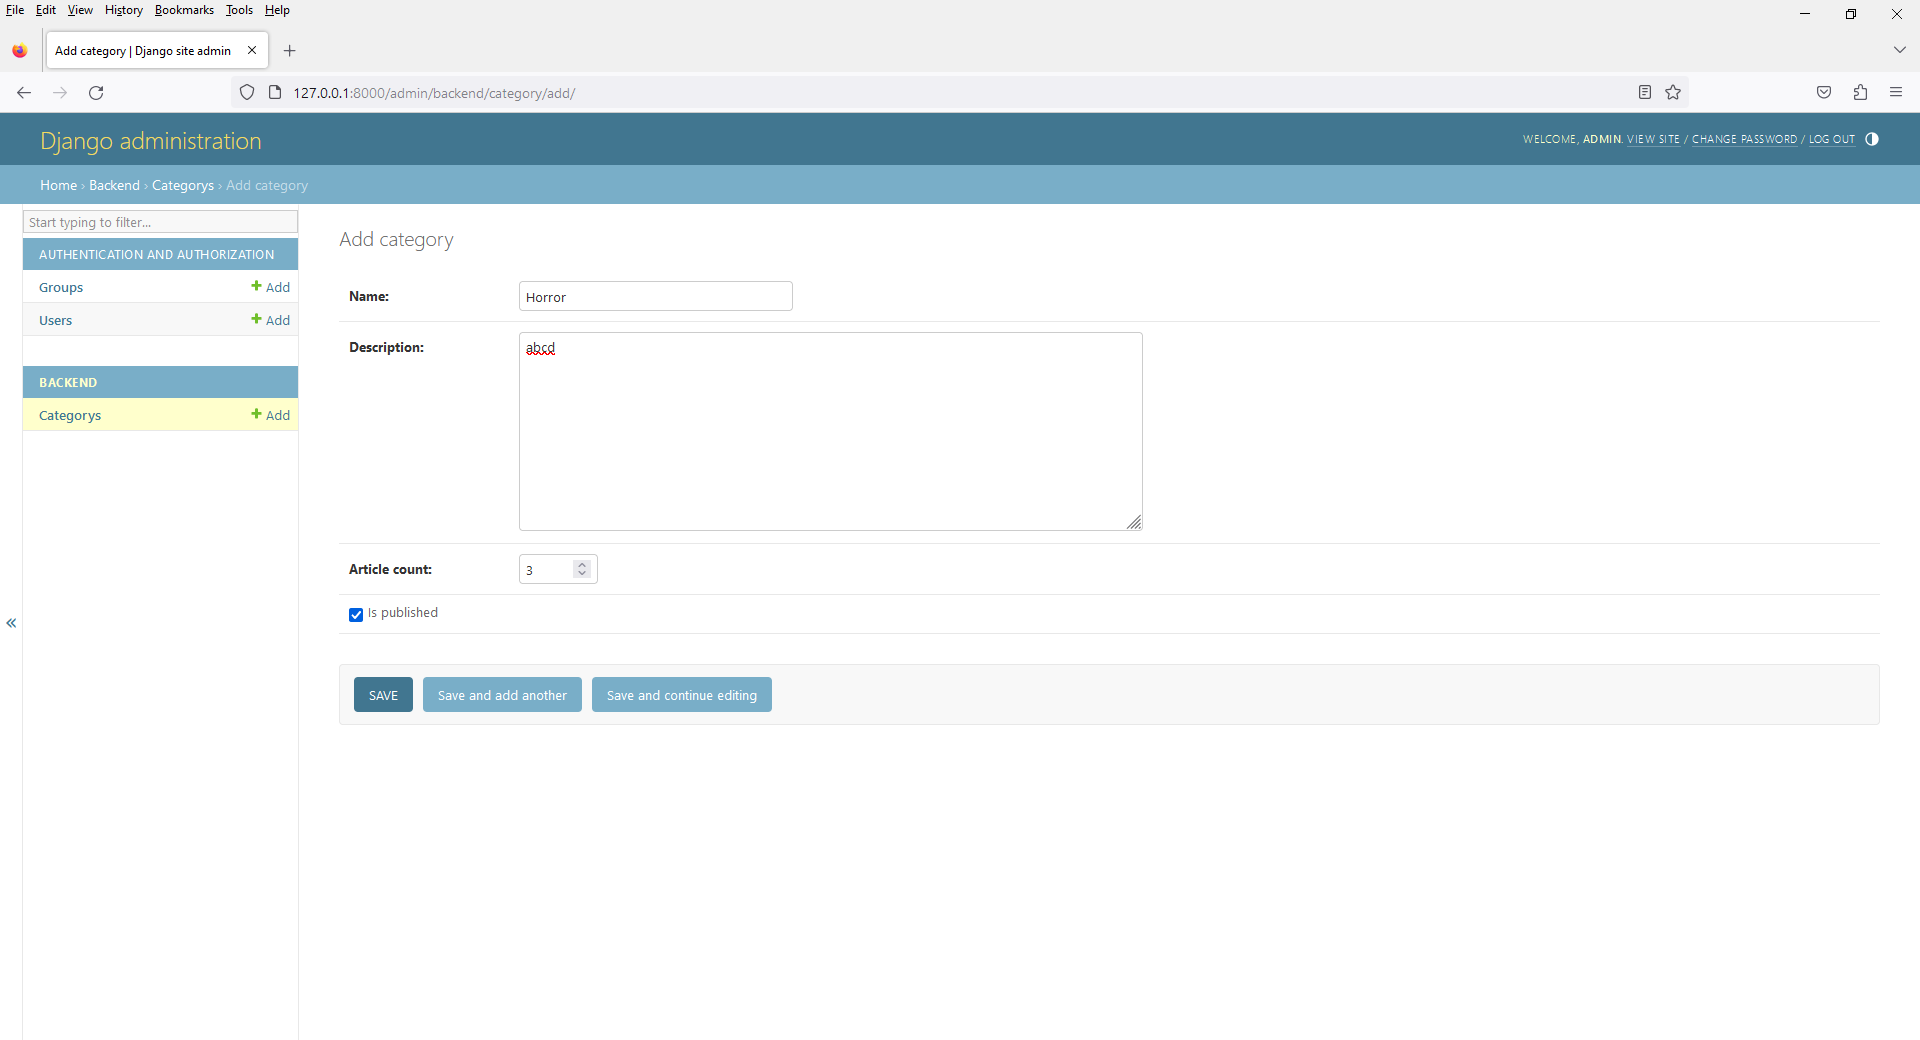 File Edit View History Bookmarks Tools Help
Add category | Django site admin
127.0.0.1:8000/admin/backend/category/add/
Django administration
WELCOME, ADMIN. VIEW SITE / CHANGE PASSWORD / LOG OUT
Home › Backend › Categorys › Add category
Start typing to filter...
AUTHENTICATION AND AUTHORIZATION
Groups Add
Users Add
BACKEND
Categorys Add
«
Add category
Name: Horror
Description: abcd
Article count: 3
Is published
SAVE Save and add another Save and continue editing